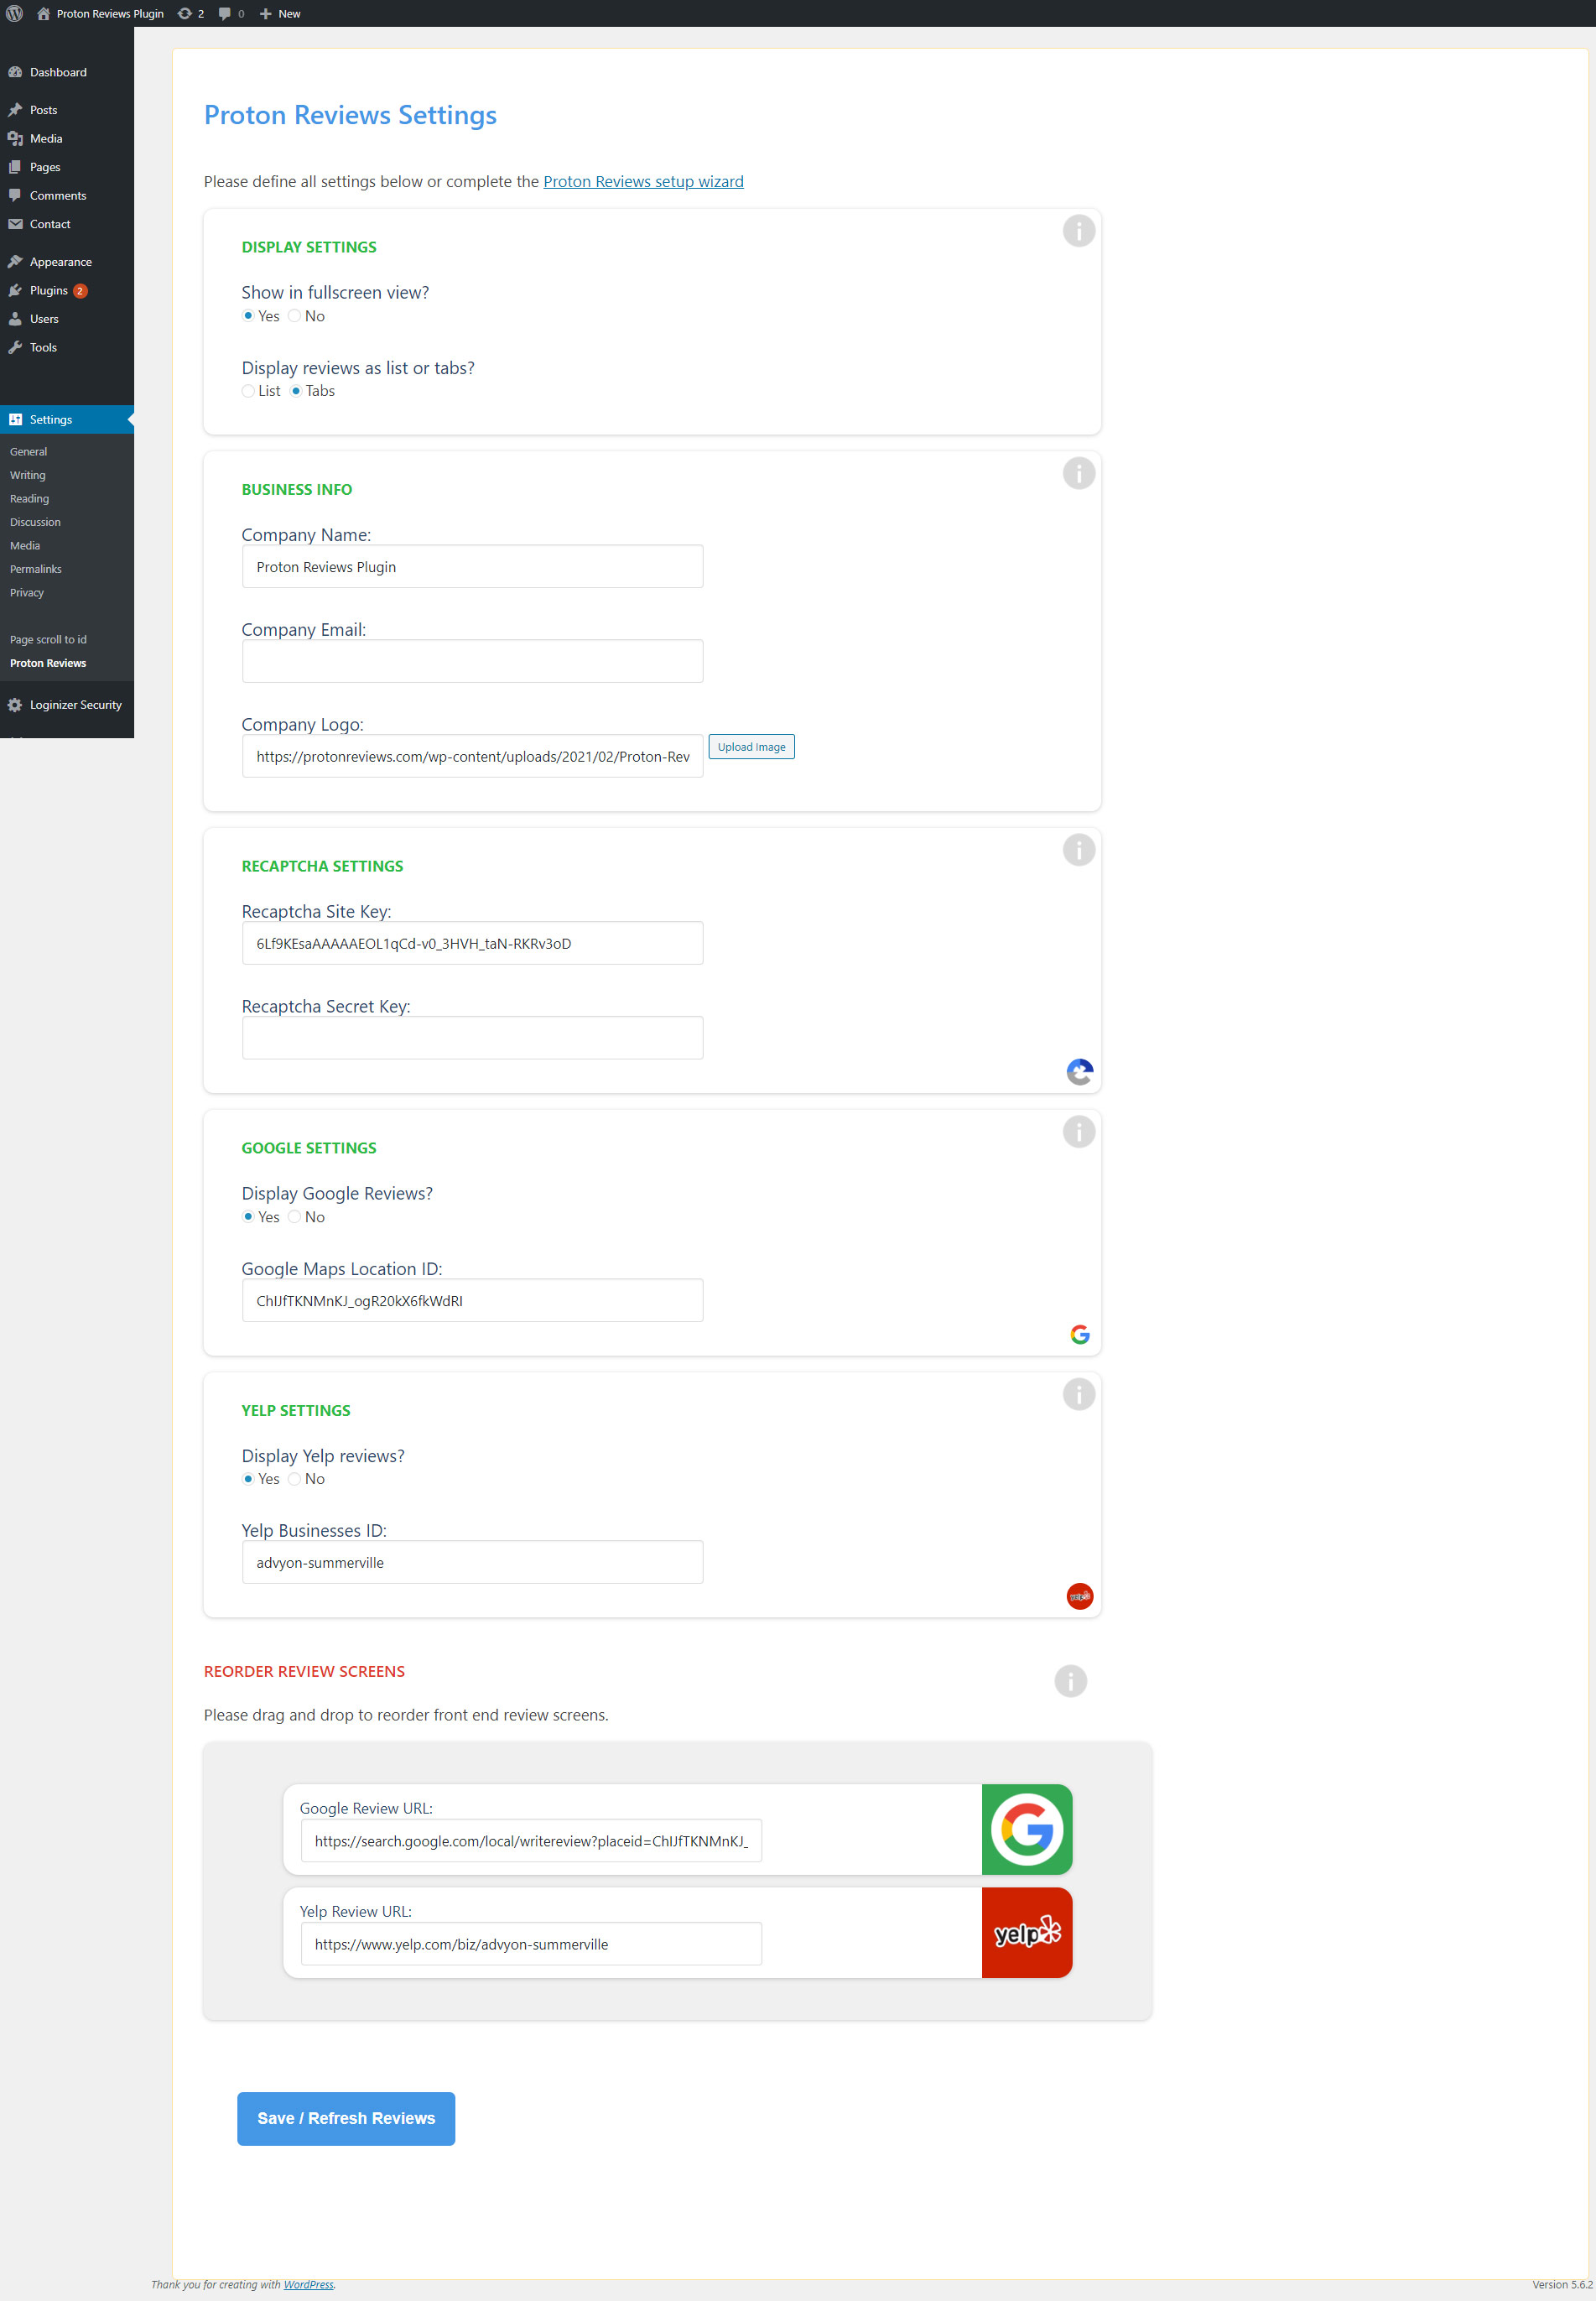 Proton Reviews Plugin 2 0 New
Dashboard
Posts
Media
Pages
Comments
Contact
Appearance
Plugins 2
Users
Tools
Settings
General
Writing
Reading
Discussion
Media
Permalinks
Privacy
Page scroll to id
Proton Reviews
Loginizer Security
Proton Reviews Settings
Please define all settings below or complete the Proton Reviews setup wizard
DISPLAY SETTINGS
Show in fullscreen view?
Yes No
Display reviews as list or tabs?
List Tabs
BUSINESS INFO
Company Name:
Proton Reviews Plugin
Company Email:
Company Logo:
https://protonreviews.com/wp-content/uploads/2021/02/Proton-Rev
Upload Image
RECAPTCHA SETTINGS
Recaptcha Site Key:
6Lf9KEsaAAAAAEOL1qCd-v0_3HVH_taN-RKRv3oD
Recaptcha Secret Key:
GOOGLE SETTINGS
Display Google Reviews?
Yes No
Google Maps Location ID:
ChIJfTKNMnKJ_ogR20kX6fkWdRI
YELP SETTINGS
Display Yelp reviews?
Yes No
Yelp Businesses ID:
advyon-summerville
yelp
REORDER REVIEW SCREENS
Please drag and drop to reorder front end review screens.
Google Review URL:
https://search.google.com/local/writereview?placeid=ChIJfTKNMnKJ_
Yelp Review URL:
https://www.yelp.com/biz/advyon-summerville
yelp
Save / Refresh Reviews
Thank you for creating with WordPress.
Version 5.6.2